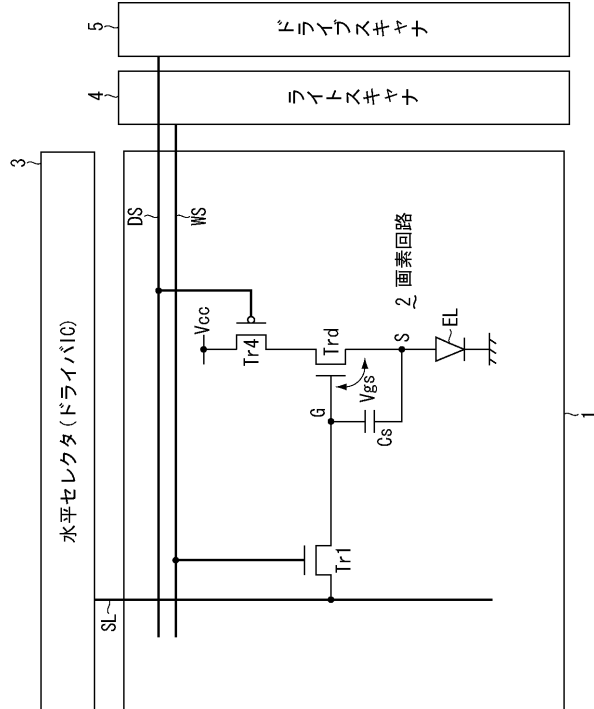 3
水平セレクタ(ドライバIC)
5
ドライブスキャナ
4
ライトスキャナ
DS
WS
SL
Vcc
Tr4
Trd
G
Vgs
Cs
S
EL
2 画素回路
Tr1
1